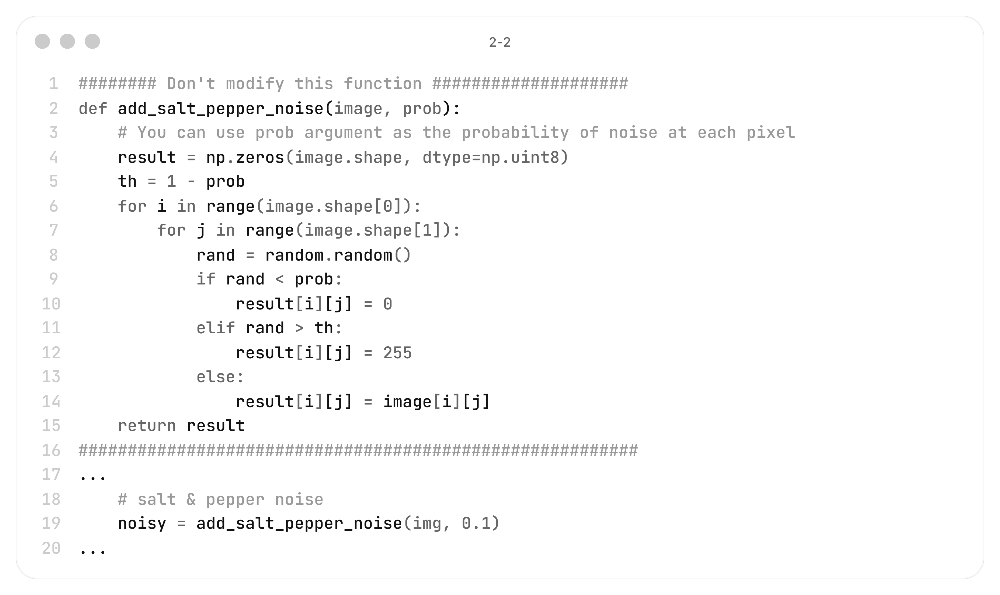 2-2
1 ######## Don't modify this function ####################
2 def add_salt_pepper_noise(image, prob):
3     # You can use prob argument as the probability of noise at each pixel
4     result = np.zeros(image.shape, dtype=np.uint8)
5     th = 1 - prob
6     for i in range(image.shape[0]):
7         for j in range(image.shape[1]):
8             rand = random.random()
9             if rand < prob:
10                 result[i][j] = 0
11             elif rand > th:
12                 result[i][j] = 255
13             else:
14                 result[i][j] = image[i][j]
15     return result
16 #########################################################
17 ...
18     # salt & pepper noise
19     noisy = add_salt_pepper_noise(img, 0.1)
20 ...